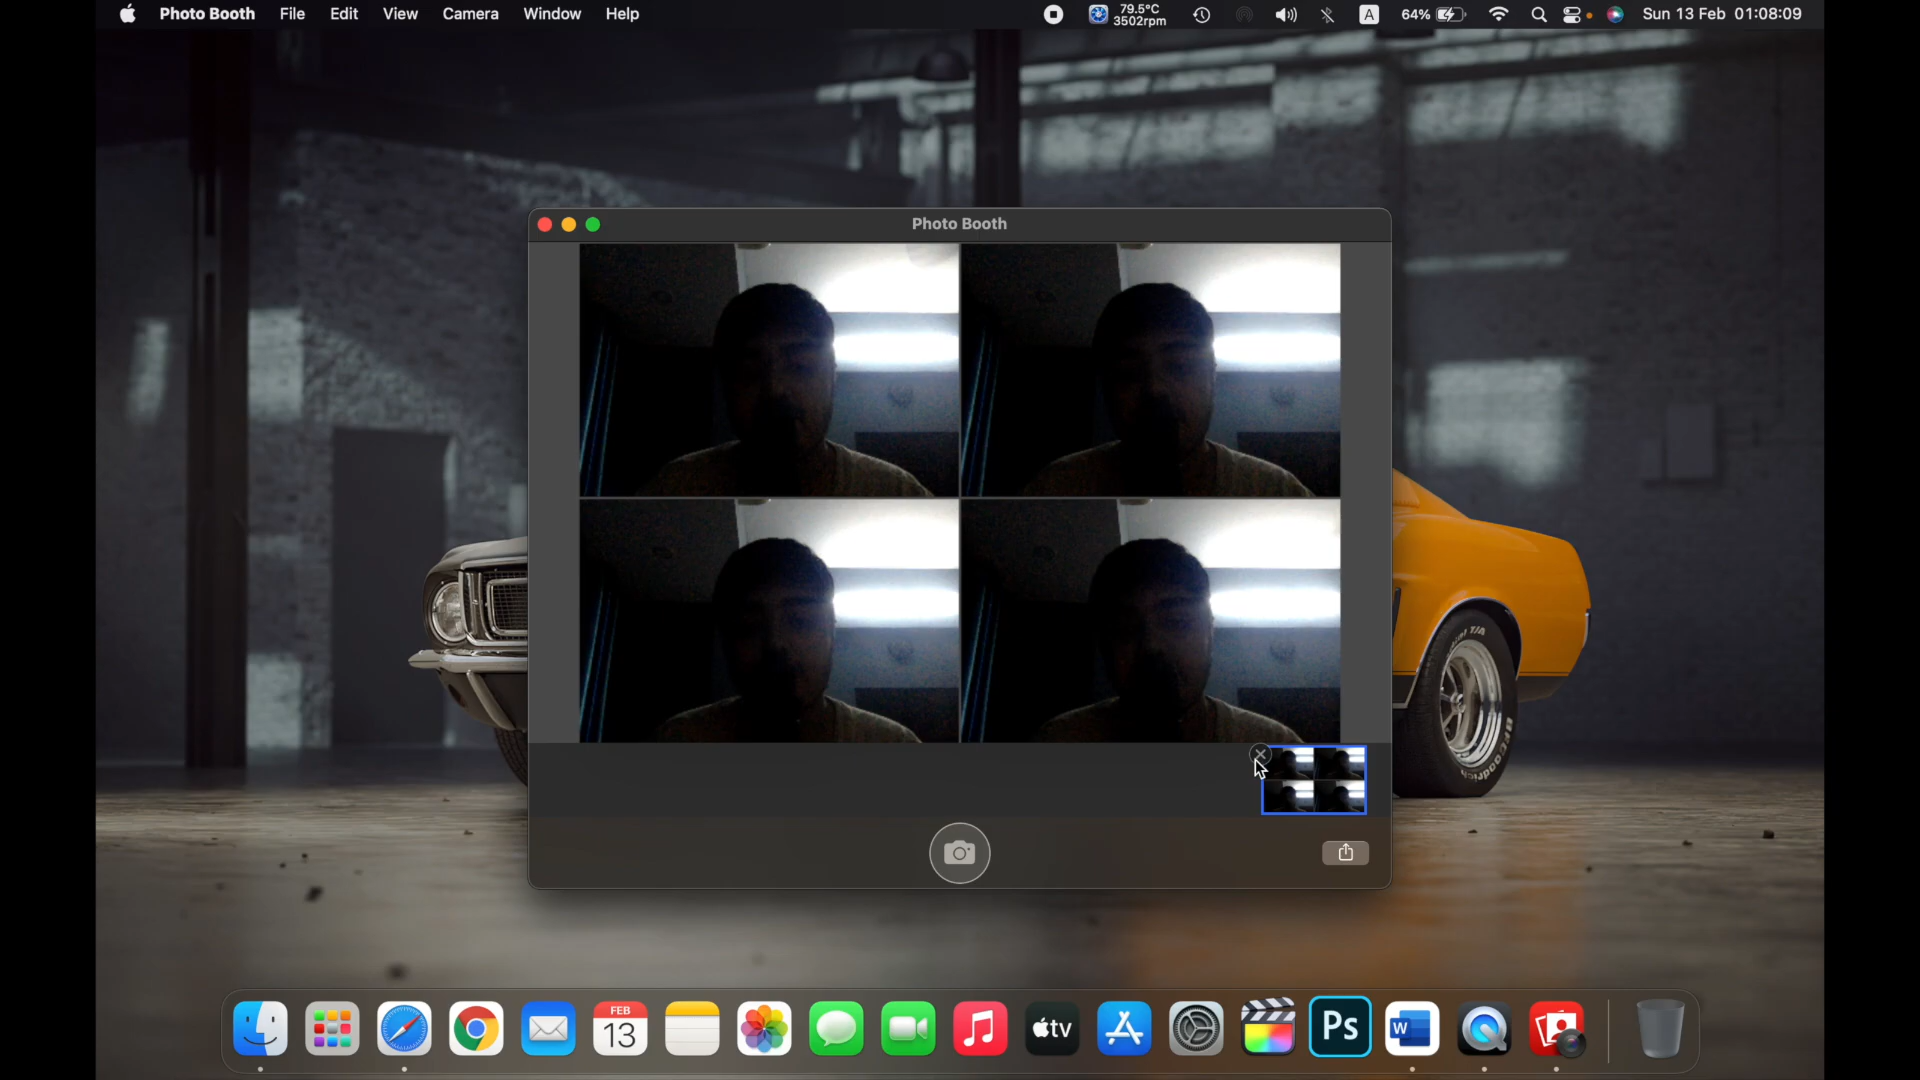 Photo Booth File Edit View Camera Window Help 79.5°C 3502rpm A 64% Sun 13 Feb 01:08:09
Photo Booth
T/A
BFGoodrich
FEB
13
tv
Ps
W